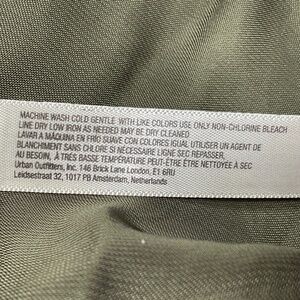 MACHINE WASH COLD GENTLE WITH LIKE COLORS USE ONLY NON-CHLORINE BLEACH
LINE DRY LOW IRON AS NEEDED MAY BE DRY CLEANED
LAVAR A MÁQUINA EN FRÍO SUAVE CON COLORES IGUAL UTILISER UN AGENT DE
BLANCHIMENT SANS CHLORE SI NÉCESSAIRE LIGNE SEC REPASSER,
AU BESOIN, À TRÈS BASSE TEMPÉRATURE PEUT-ÊTRE NETTOYEE A SEC
Urban Outfitters, Inc. 146 Brick Lane London, E1 6RU
Leidsestraat 32, 1017 PB Amsterdam, Netherlands